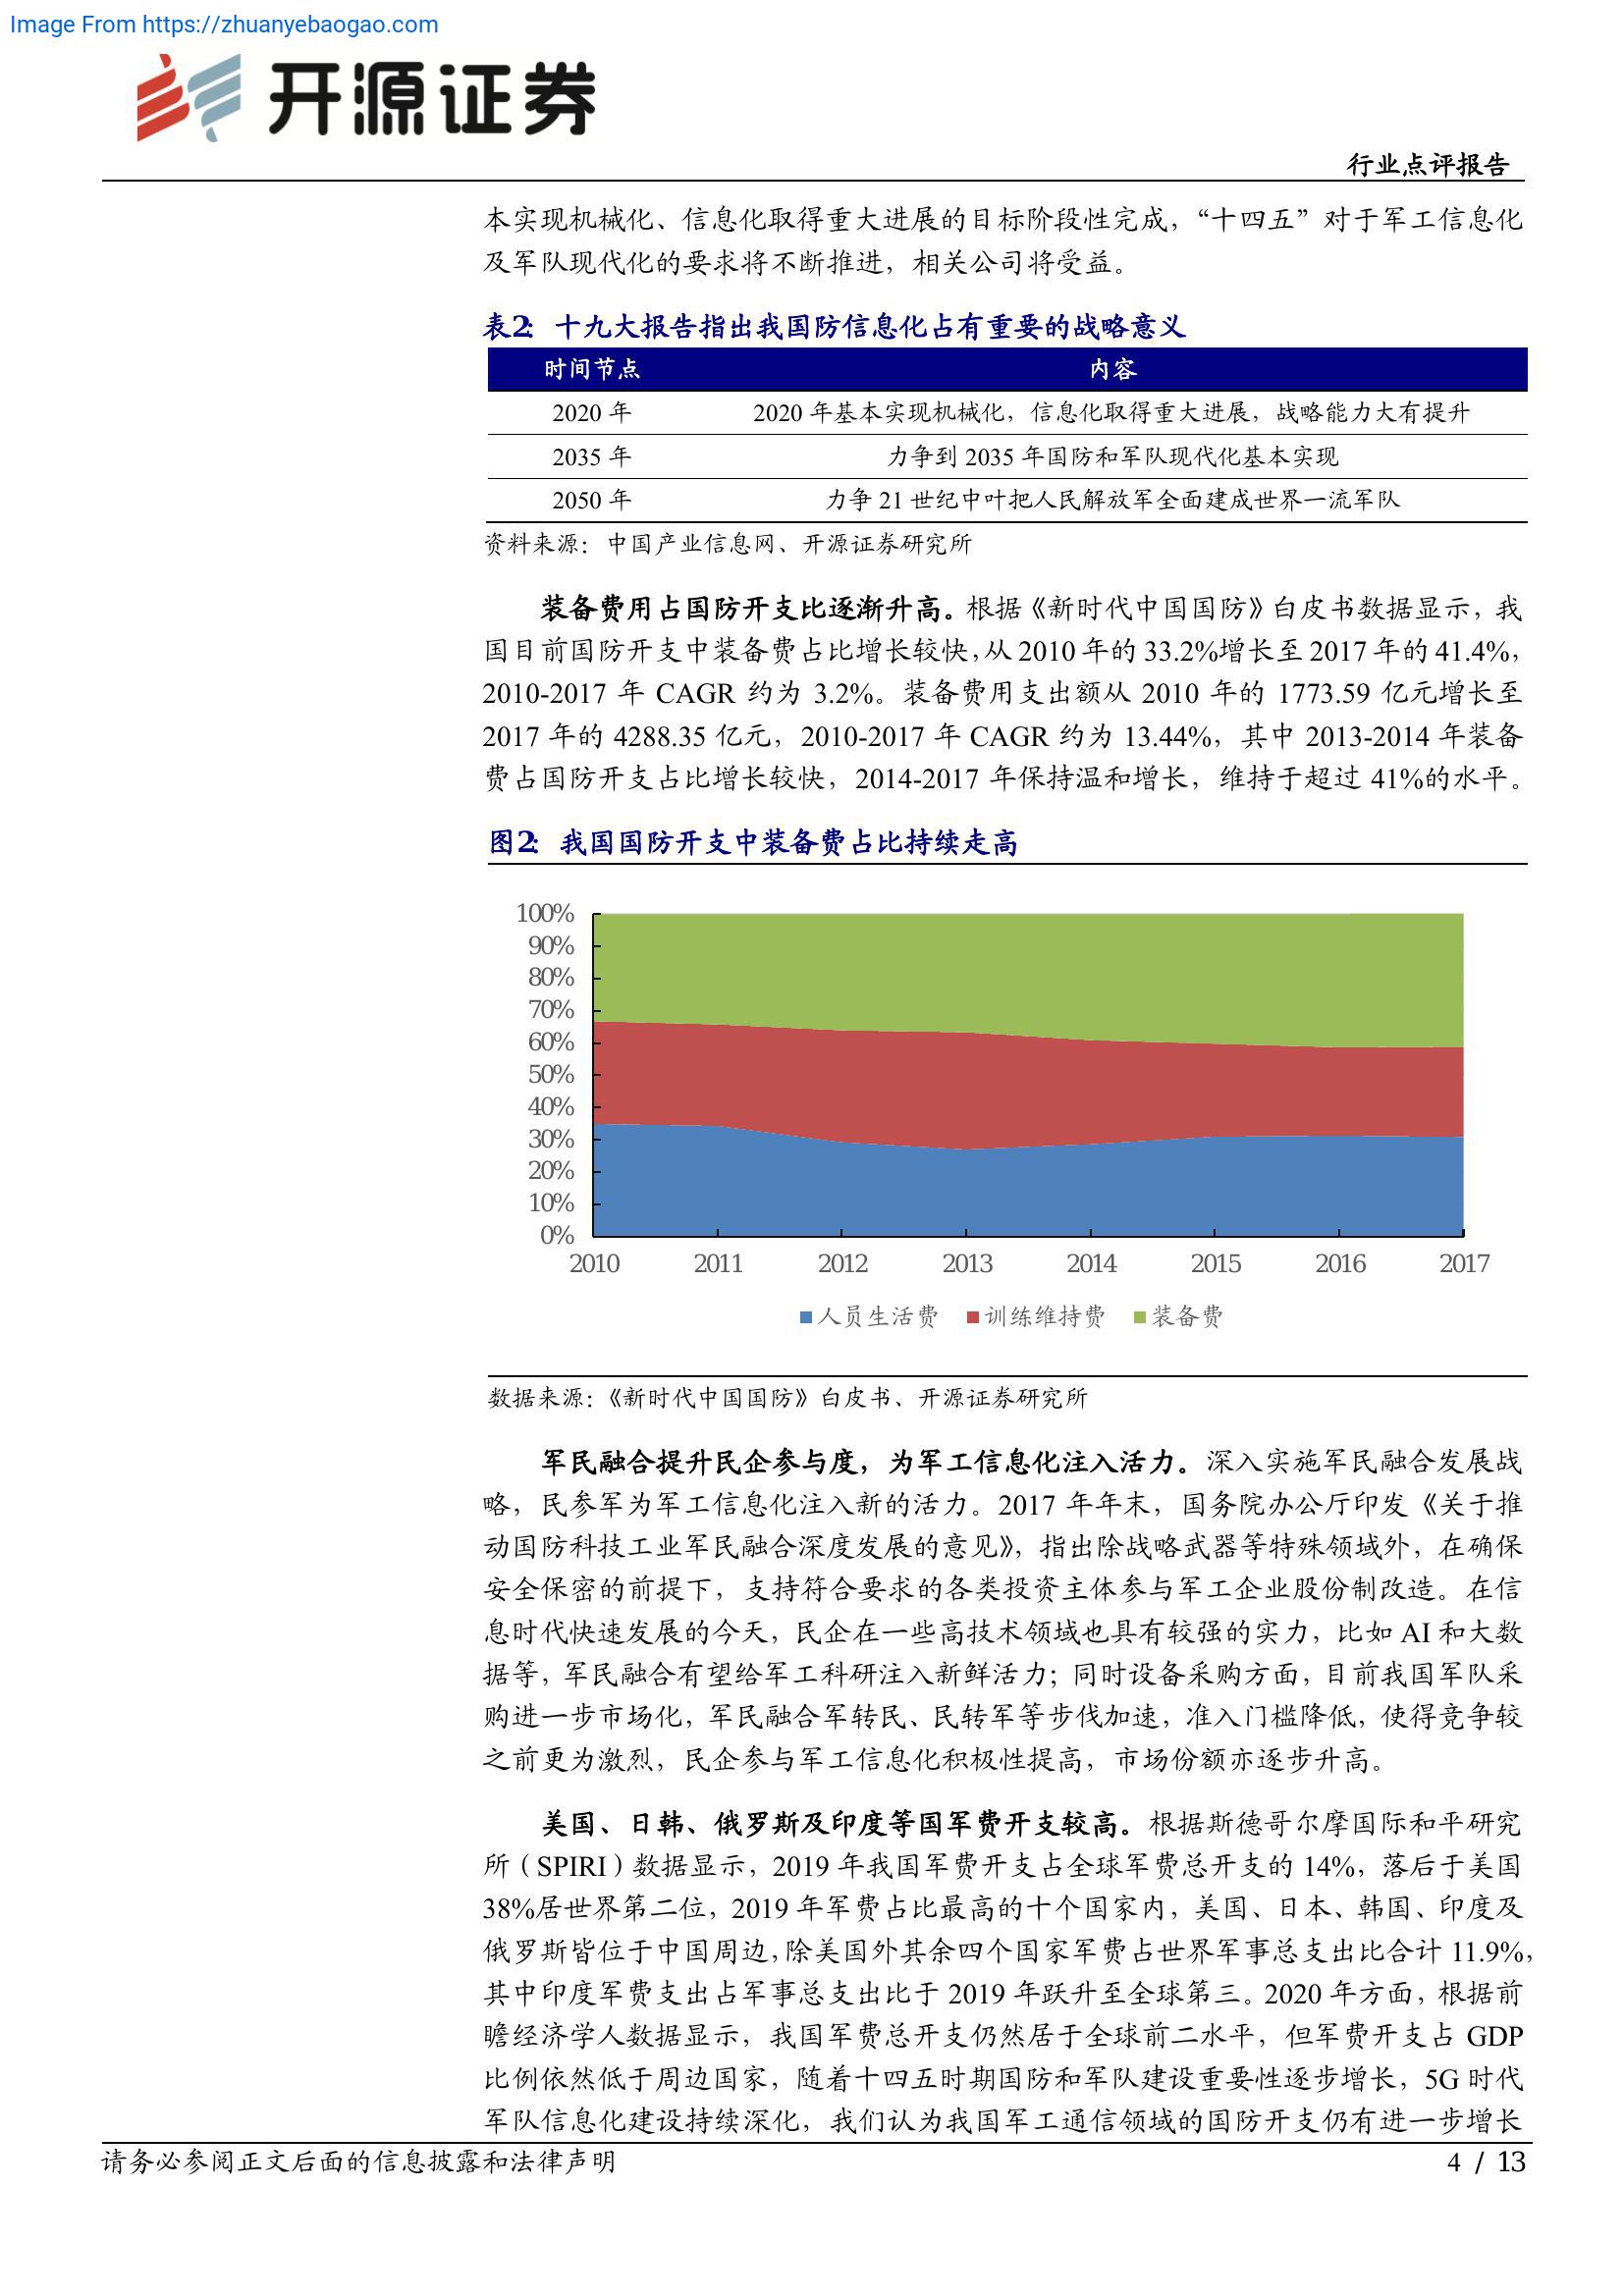 Image From https://zhuanyebaogao.com
开源证券
行业点评报告
本实现机械化、信息化取得重大进展的目标阶段性完成，“十四五”对于军工信息化
及军队现代化的要求将不断推进，相关公司将受益。
表2：十九大报告指出我国国防信息化占有重要的战略意义
时间节点 内容
2020 年 2020 年基本实现机械化，信息化取得重大进展，战略能力大有提升
2035 年 力争到 2035 年国防和军队现代化基本实现
2050 年 力争 21 世纪中叶把人民解放军全面建成世界一流军队
资料来源：中国产业信息网、开源证券研究所
装备费用占国防开支比逐渐升高。根据《新时代中国国防》白皮书数据显示，我
国目前国防开支中装备费占比增长较快，从 2010 年的 33.2%增长至 2017 年的 41.4%，
2010-2017 年 CAGR 约为 3.2%。装备费用支出额从 2010 年的 1773.59 亿元增长至
2017 年的 4288.35 亿元，2010-2017 年 CAGR 约为 13.44%，其中 2013-2014 年装备
费占国防开支占比增长较快，2014-2017 年保持温和增长，维持于超过 41%的水平。
图2：我国国防开支中装备费占比持续走高
100%
90%
80%
70%
60%
50%
40%
30%
20%
10%
0%
2010 2011 2012 2013 2014 2015 2016 2017
人员生活费 训练维持费 装备费
数据来源：《新时代中国国防》白皮书、开源证券研究所
军民融合提升民企参与度，为军工信息化注入活力。深入实施军民融合发展战
略，民参军为军工信息化注入新的活力。2017 年年末，国务院办公厅印发《关于推
动国防科技工业军民融合深度发展的意见》，指出除战略武器等特殊领域外，在确保
安全保密的前提下，支持符合要求的各类投资主体参与军工企业股份制改造。在信
息时代快速发展的今天，民企在一些高技术领域也具有较强的实力，比如 AI 和大数
据等，军民融合有望给军工科研注入新鲜活力；同时设备采购方面，目前我国军队采
购进一步市场化，军民融合军转民、民转军等步伐加速，准入门槛降低，使得竞争较
之前更为激烈，民企参与军工信息化积极性提高，市场份额亦逐步升高。
美国、日韩、俄罗斯及印度等国军费开支较高。根据斯德哥尔摩国际和平研究
所（SPIRI）数据显示，2019 年我国军费开支占全球军费总开支的 14%，落后于美国
38%居世界第二位，2019 年军费占比最高的十个国家内，美国、日本、韩国、印度及
俄罗斯皆位于中国周边，除美国外其余四个国家军费占世界军事总支出比合计 11.9%，
其中印度军费支出占军事总支出比于 2019 年跃升至全球第三。2020 年方面，根据前
瞻经济学人数据显示，我国军费总开支仍然居于全球前二水平，但军费开支占 GDP
比例依然低于周边国家，随着十四五时期国防和军队建设重要性逐步增长，5G 时代
军队信息化建设持续深化，我们认为我国军工通信领域的国防开支仍有进一步增长
请务必参阅正文后面的信息披露和法律声明 4 / 13